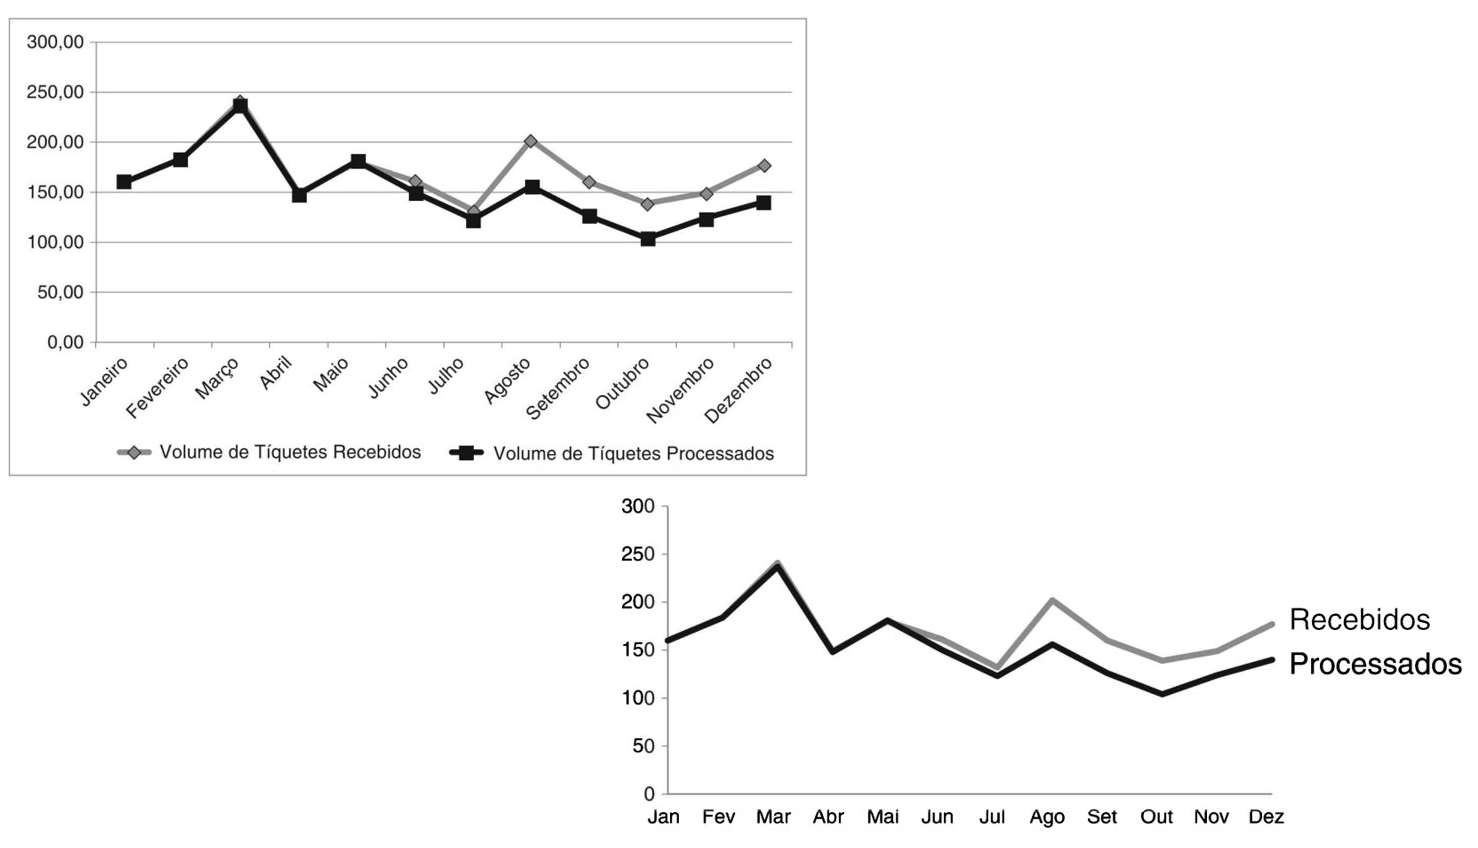 300,00
250,00
200,00
150,00
100,00
50,00
0,00
Janeiro
Fevereiro
Março
Abril
Maio
Junho
Julho
Agosto
Setembro
Outubro
Novembro
Dezembro
Volume de Tíquetes Recebidos
Volume de Tíquetes Processados
300
250
200
150
100
50
0
Jan Fev Mar Abr Mai Jun Jul Ago Set Out Nov Dez
Recebidos
Processados